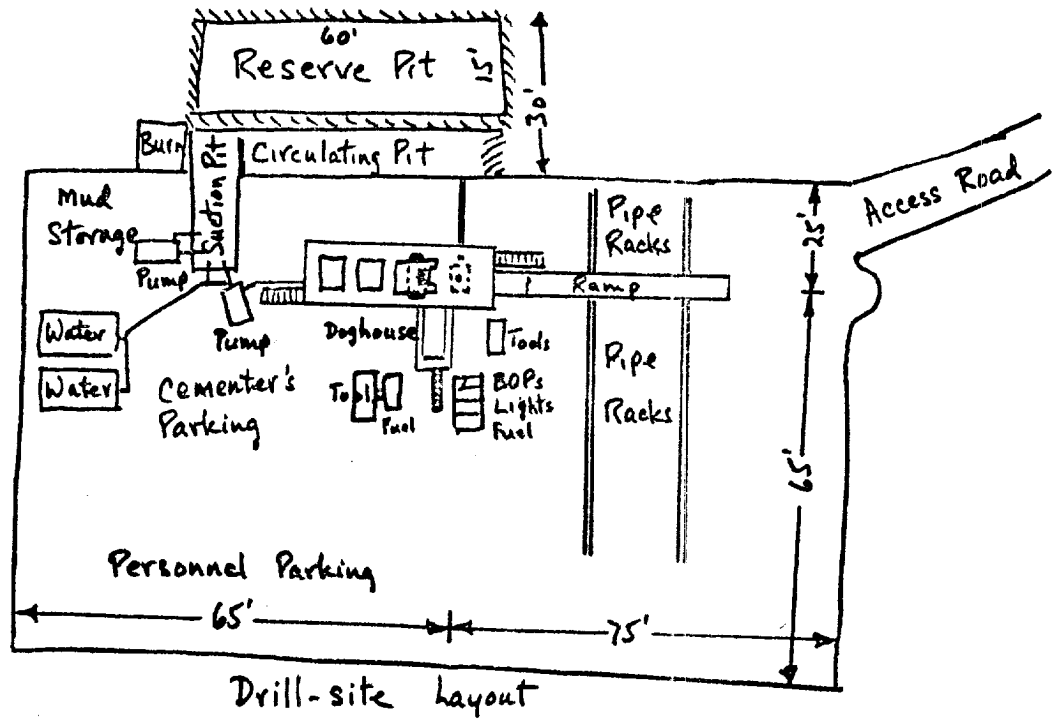 60'
Reserve Pit
15'
30'
Burn
Suction Pit
Circulating Pit
Access Road
Mud
Storage
Pump
Pipe
Racks
25'
Ramp
Water
Water
Pump
Doghouse
Tools
Pipe
Racks
Cementer's
Parking
Tool
Fuel
BOPs
Lights
Fuel
65'
Personnel Parking
65'
75'
Drill-site Layout